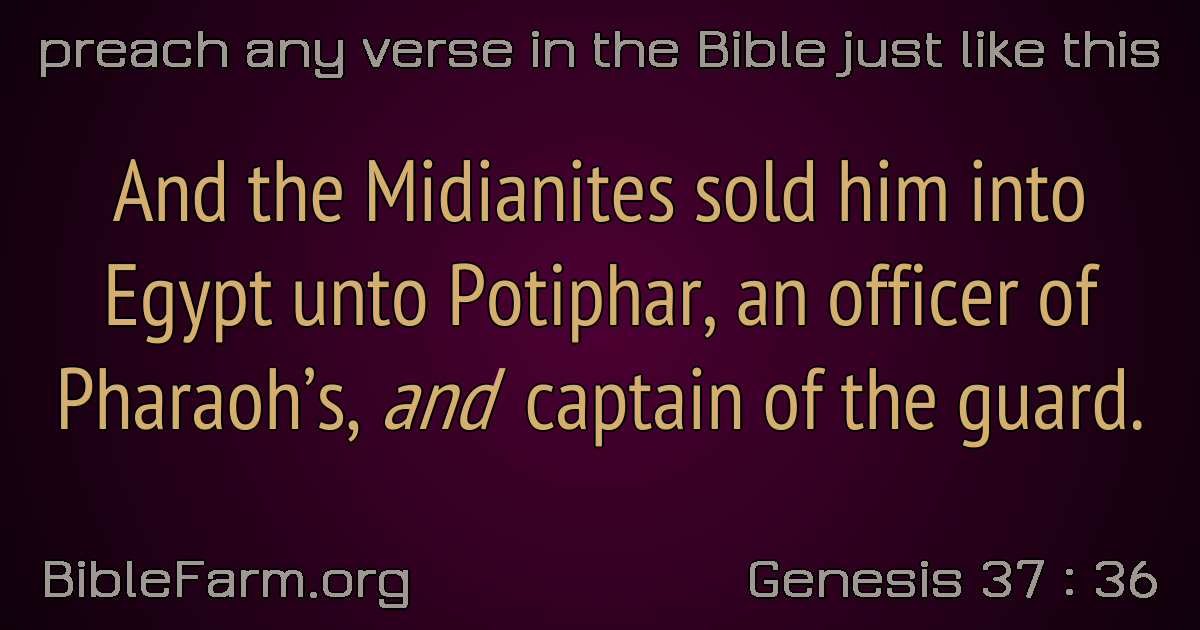 preach any verse in the Bible just like this
And the Midianites sold him into
Egypt unto Potiphar, an officer of
Pharaoh’s, and captain of the guard.
BibleFarm.org
Genesis 37 : 36